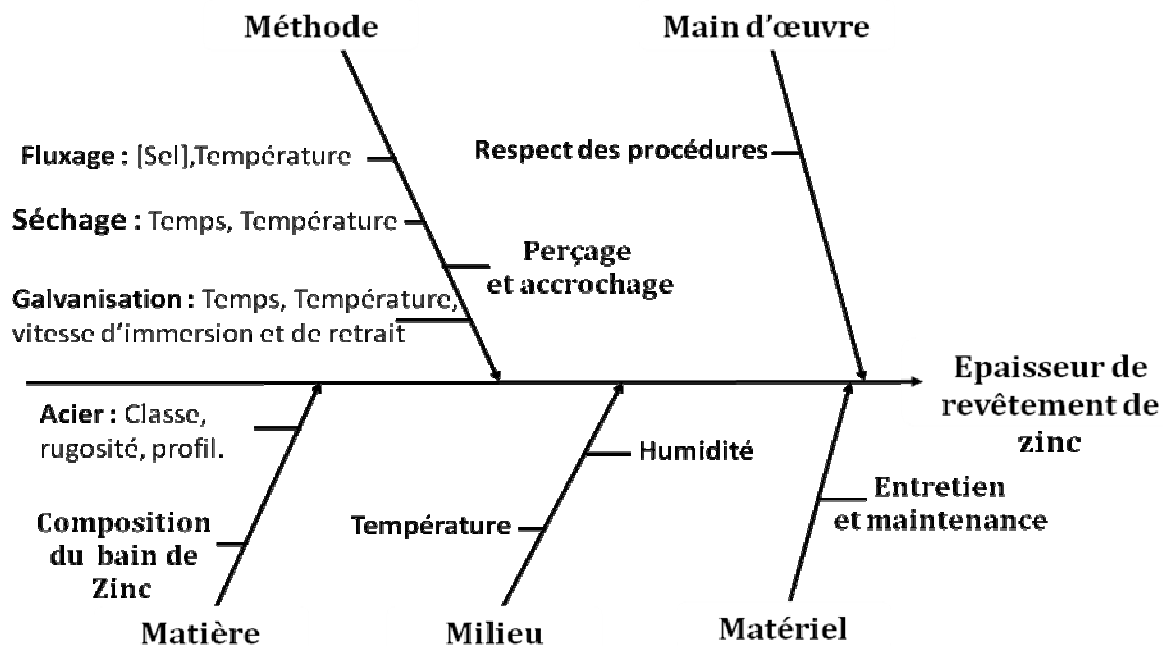 Méthode
Main d’œuvre
Fluxage : [Sel],Température
Respect des procédures
Séchage : Temps, Température
Perçage
et accrochage
Galvanisation : Temps, Température,
vitesse d’immersion et de retrait
Epaisseur de
revêtement de
zinc
Acier : Classe,
rugosité, profil.
Humidité
Entretien
et maintenance
Composition
du bain de
Zinc
Température
Matière
Milieu
Matériel